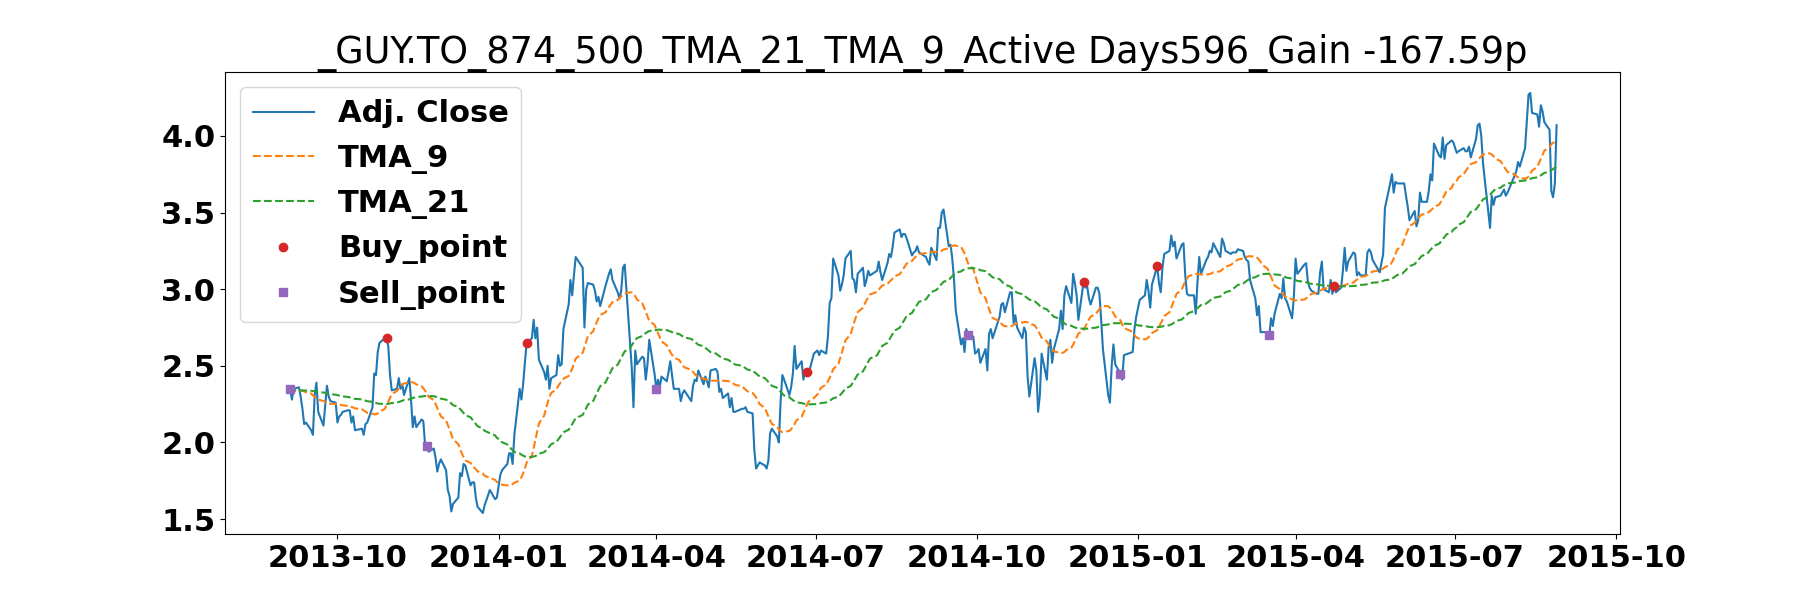 _GUY.TO_874_500_TMA_21_TMA_9_Active Days596_Gain -167.59p
Adj. Close
TMA_9
TMA_21
Buy_point
Sell_point
4.0
3.5
3.0
2.5
2.0
1.5
2013-10 2014-01 2014-04 2014-07 2014-10 2015-01 2015-04 2015-07 2015-10